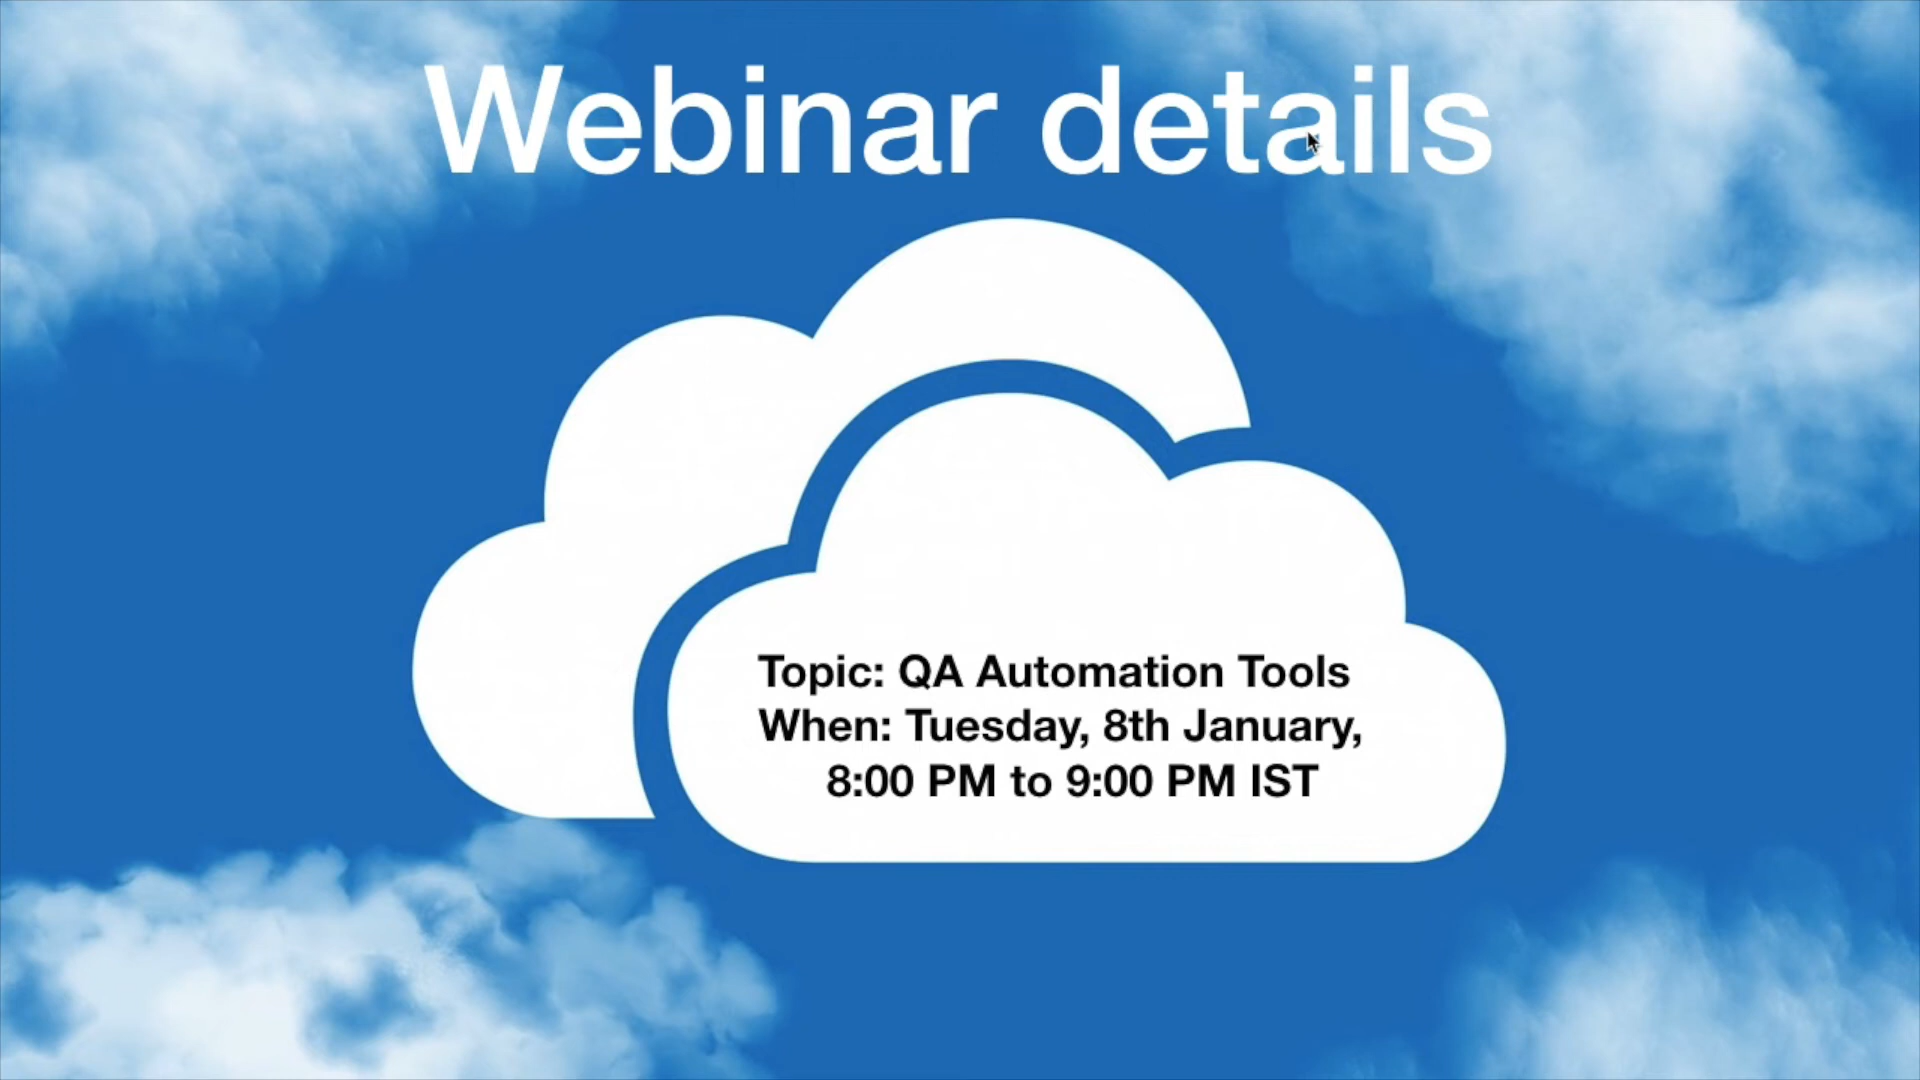 Webinar details
Topic: QA Automation Tools
When: Tuesday, 8th January,
8:00 PM to 9:00 PM IST